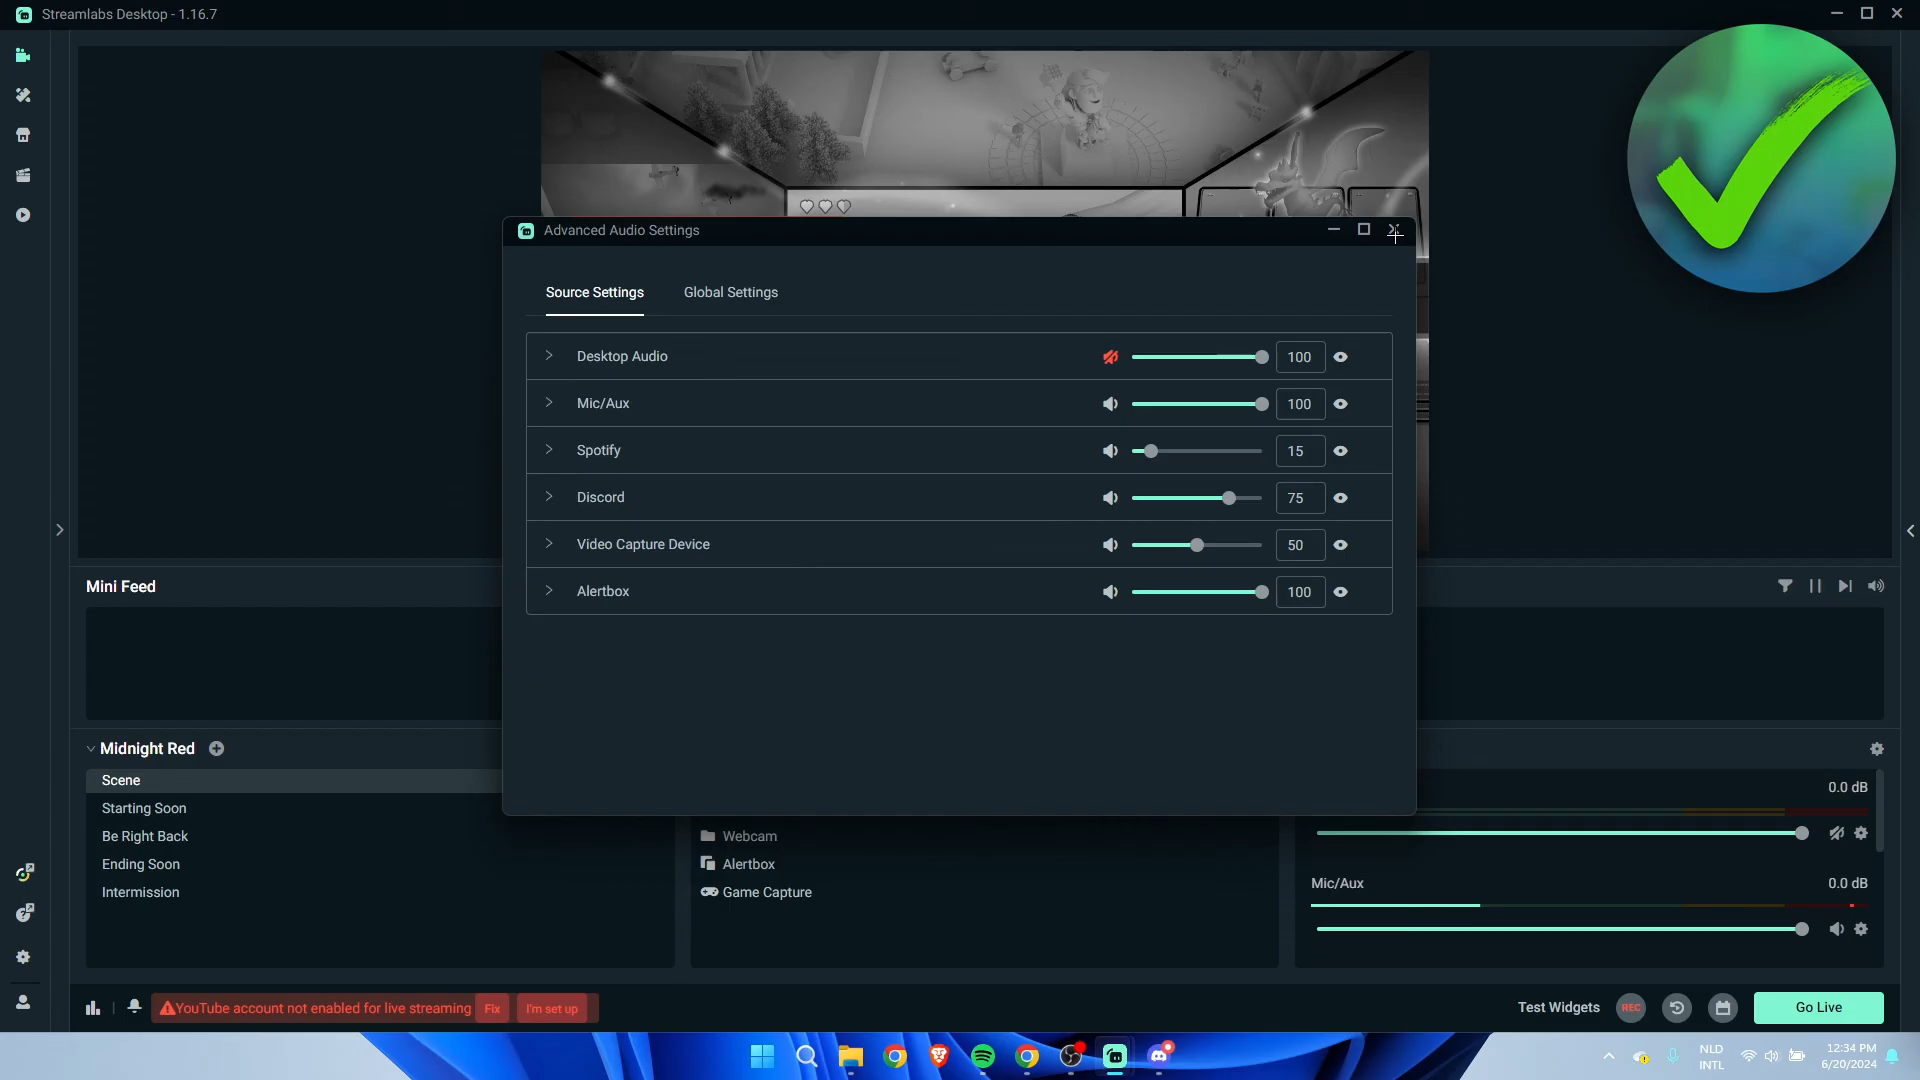 Streamlabs Desktop - 1.16.7
Advanced Audio Settings
Source Settings
Global Settings
Desktop Audio
100
Mic/Aux
100
Spotify
15
Discord
75
Video Capture Device
50
Alertbox
100
Mini Feed
Midnight Red
Scene
Starting Soon
Be Right Back
Ending Soon
Intermission
Webcam
Alertbox
Game Capture
0.0 dB
Mic/Aux
0.0 dB
YouTube account not enabled for live streaming
Fix
I'm set up
Test Widgets
REC
Go Live
NLD
INTL
12:34 PM
6/20/2024